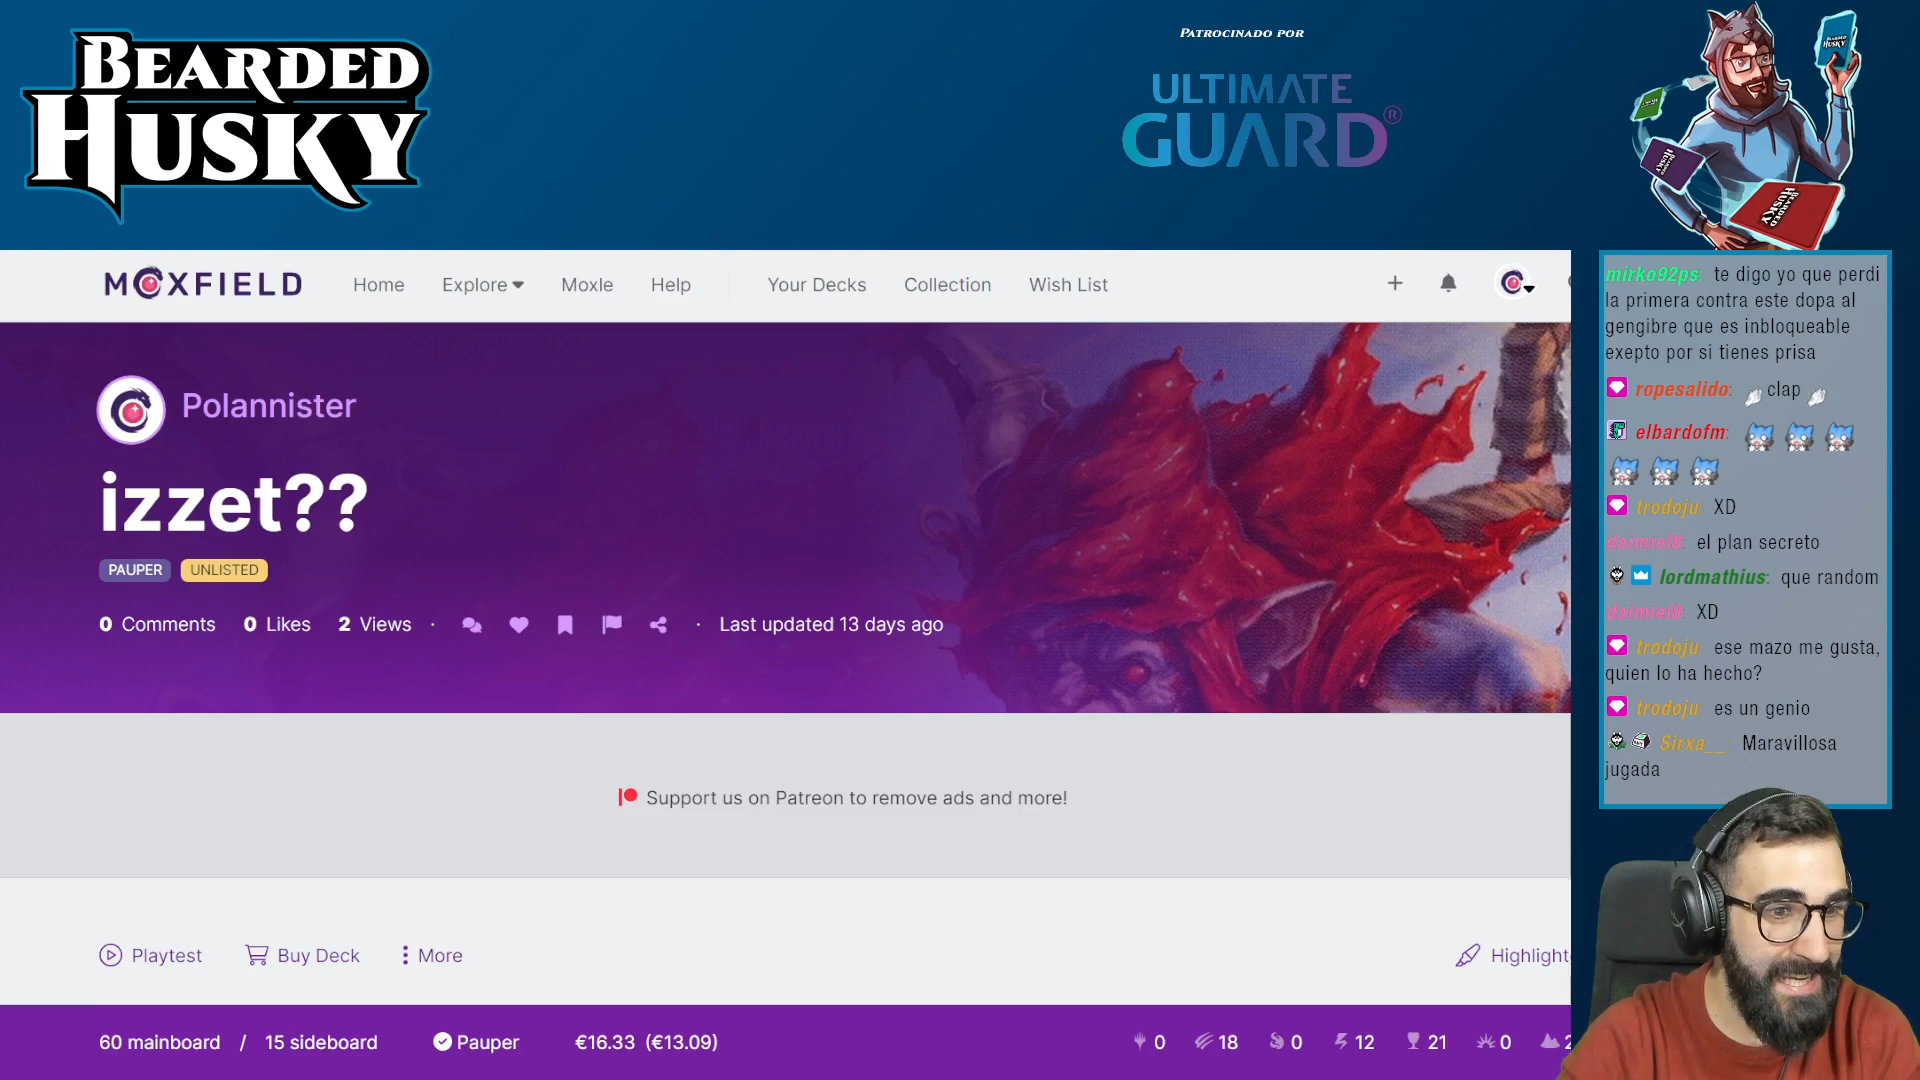 BEARDED
HUSKY
PATROCINADO POR
ULTIMATE
GUARD®
BEARDED
HUSKY
BEARDED
HUSKY
MOXFIELD
Home
Explore
Moxle
Help
Your Decks
Collection
Wish List
Polannister
izzet??
PAUPER
UNLISTED
0 Comments
0 Likes
2 Views
·
·
Last updated 13 days ago
Support us on Patreon to remove ads and more!
Playtest
Buy Deck
More
Highlight
60 mainboard / 15 sideboard
Pauper
€16.33 (€13.09)
0
18
0
12
21
0
mirko92ps: te digo yo que perdi
la primera contra este dopa al
gengibre que es inbloqueable
exepto por si tienes prisa
ropesalido: clap
elbardofm:
trodoju: XD
daimiel8: el plan secreto
lordmathius: que random
daimiel8: XD
trodoju: ese mazo me gusta,
quien lo ha hecho?
trodoju: es un genio
Sirxa__: Maravillosa
jugada